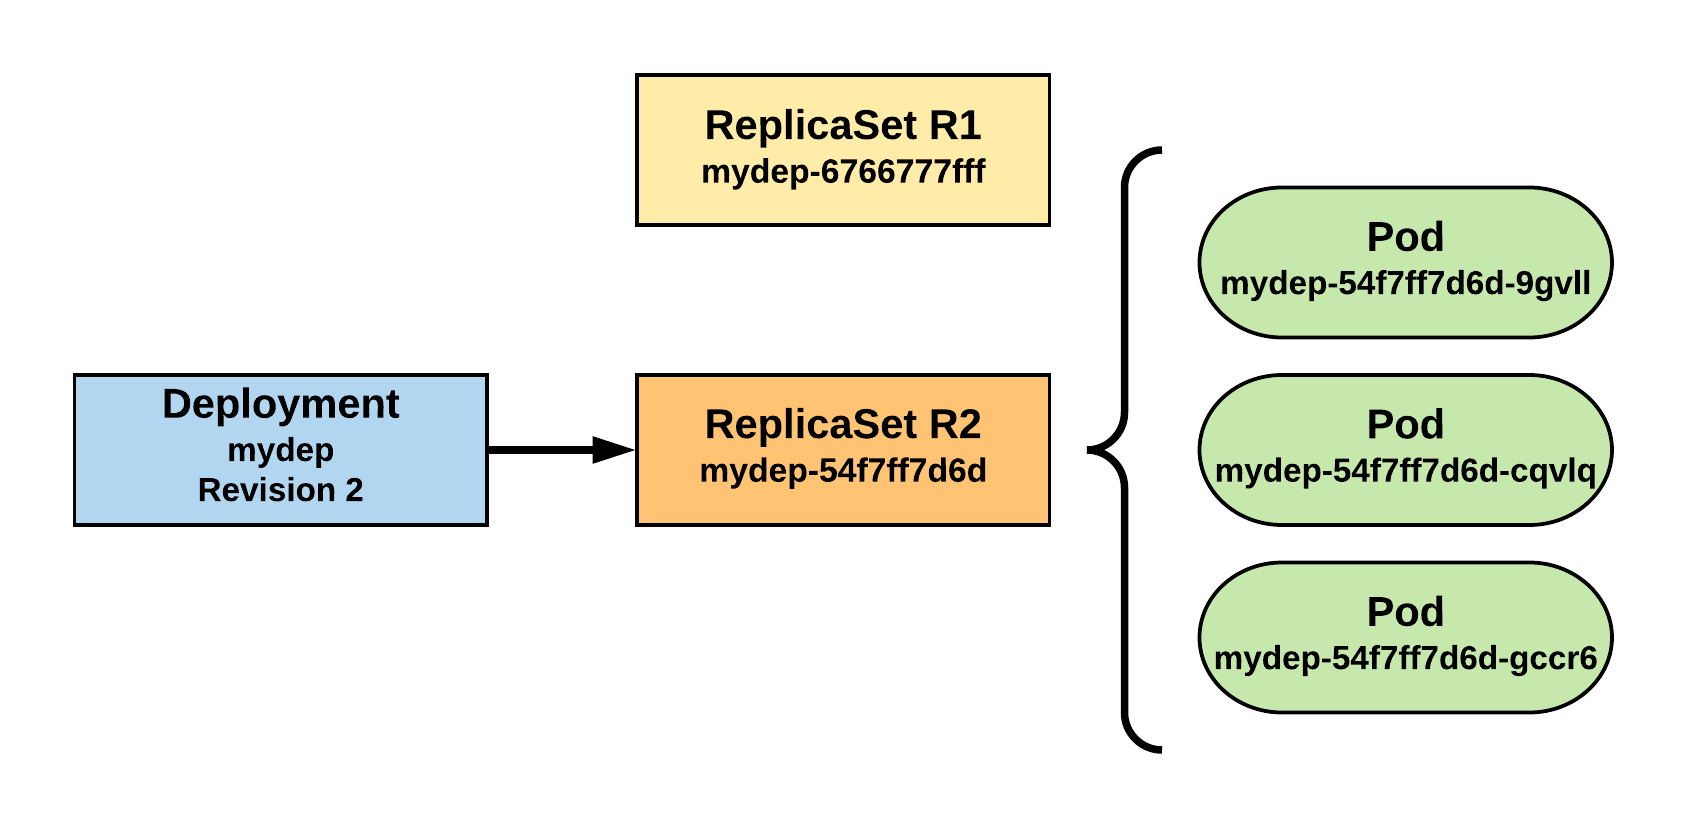 ReplicaSet R1
mydep-6766777fff
Deployment
mydep
Revision 2
ReplicaSet R2
mydep-54f7ff7d6d
Pod
mydep-54f7ff7d6d-9gvll
Pod
mydep-54f7ff7d6d-cqvlq
Pod
mydep-54f7ff7d6d-gccr6